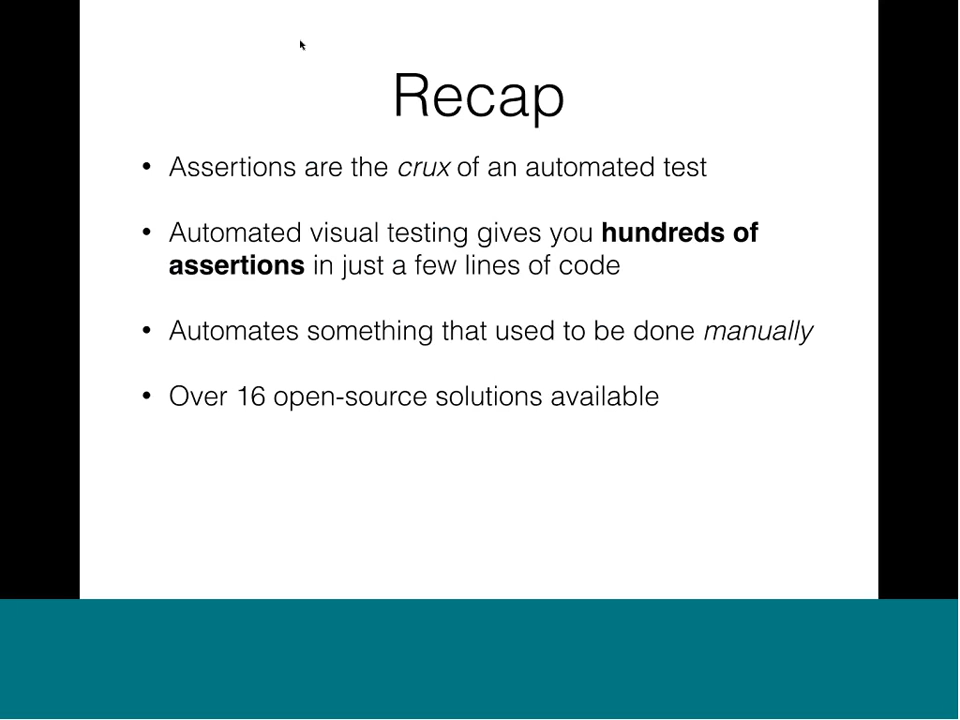 Recap
• Assertions are the crux of an automated test
• Automated visual testing gives you hundreds of
assertions in just a few lines of code
• Automates something that used to be done manually
• Over 16 open-source solutions available